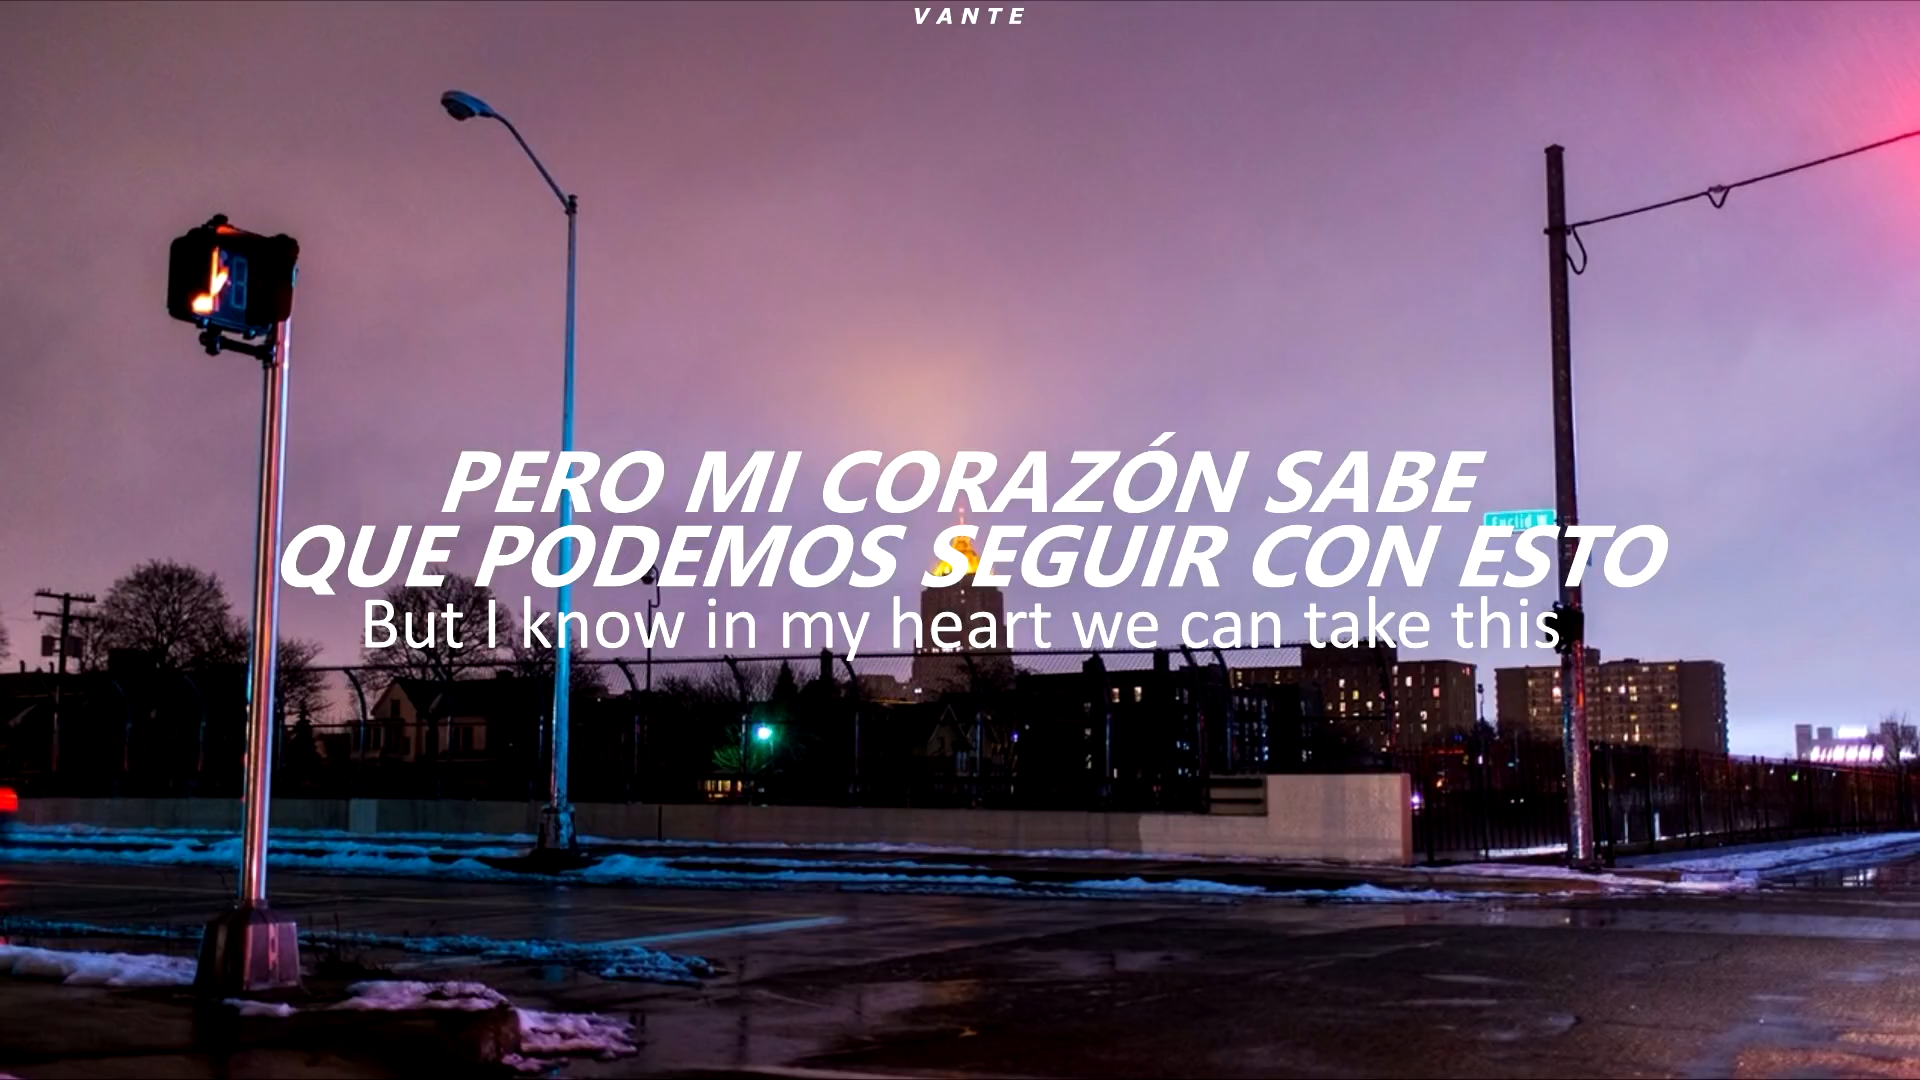 VANTE
PERO MI CORAZÓN SABE
QUE PODEMOS SEGUIR CON ESTO
Euclid
But I know in my heart we can take this